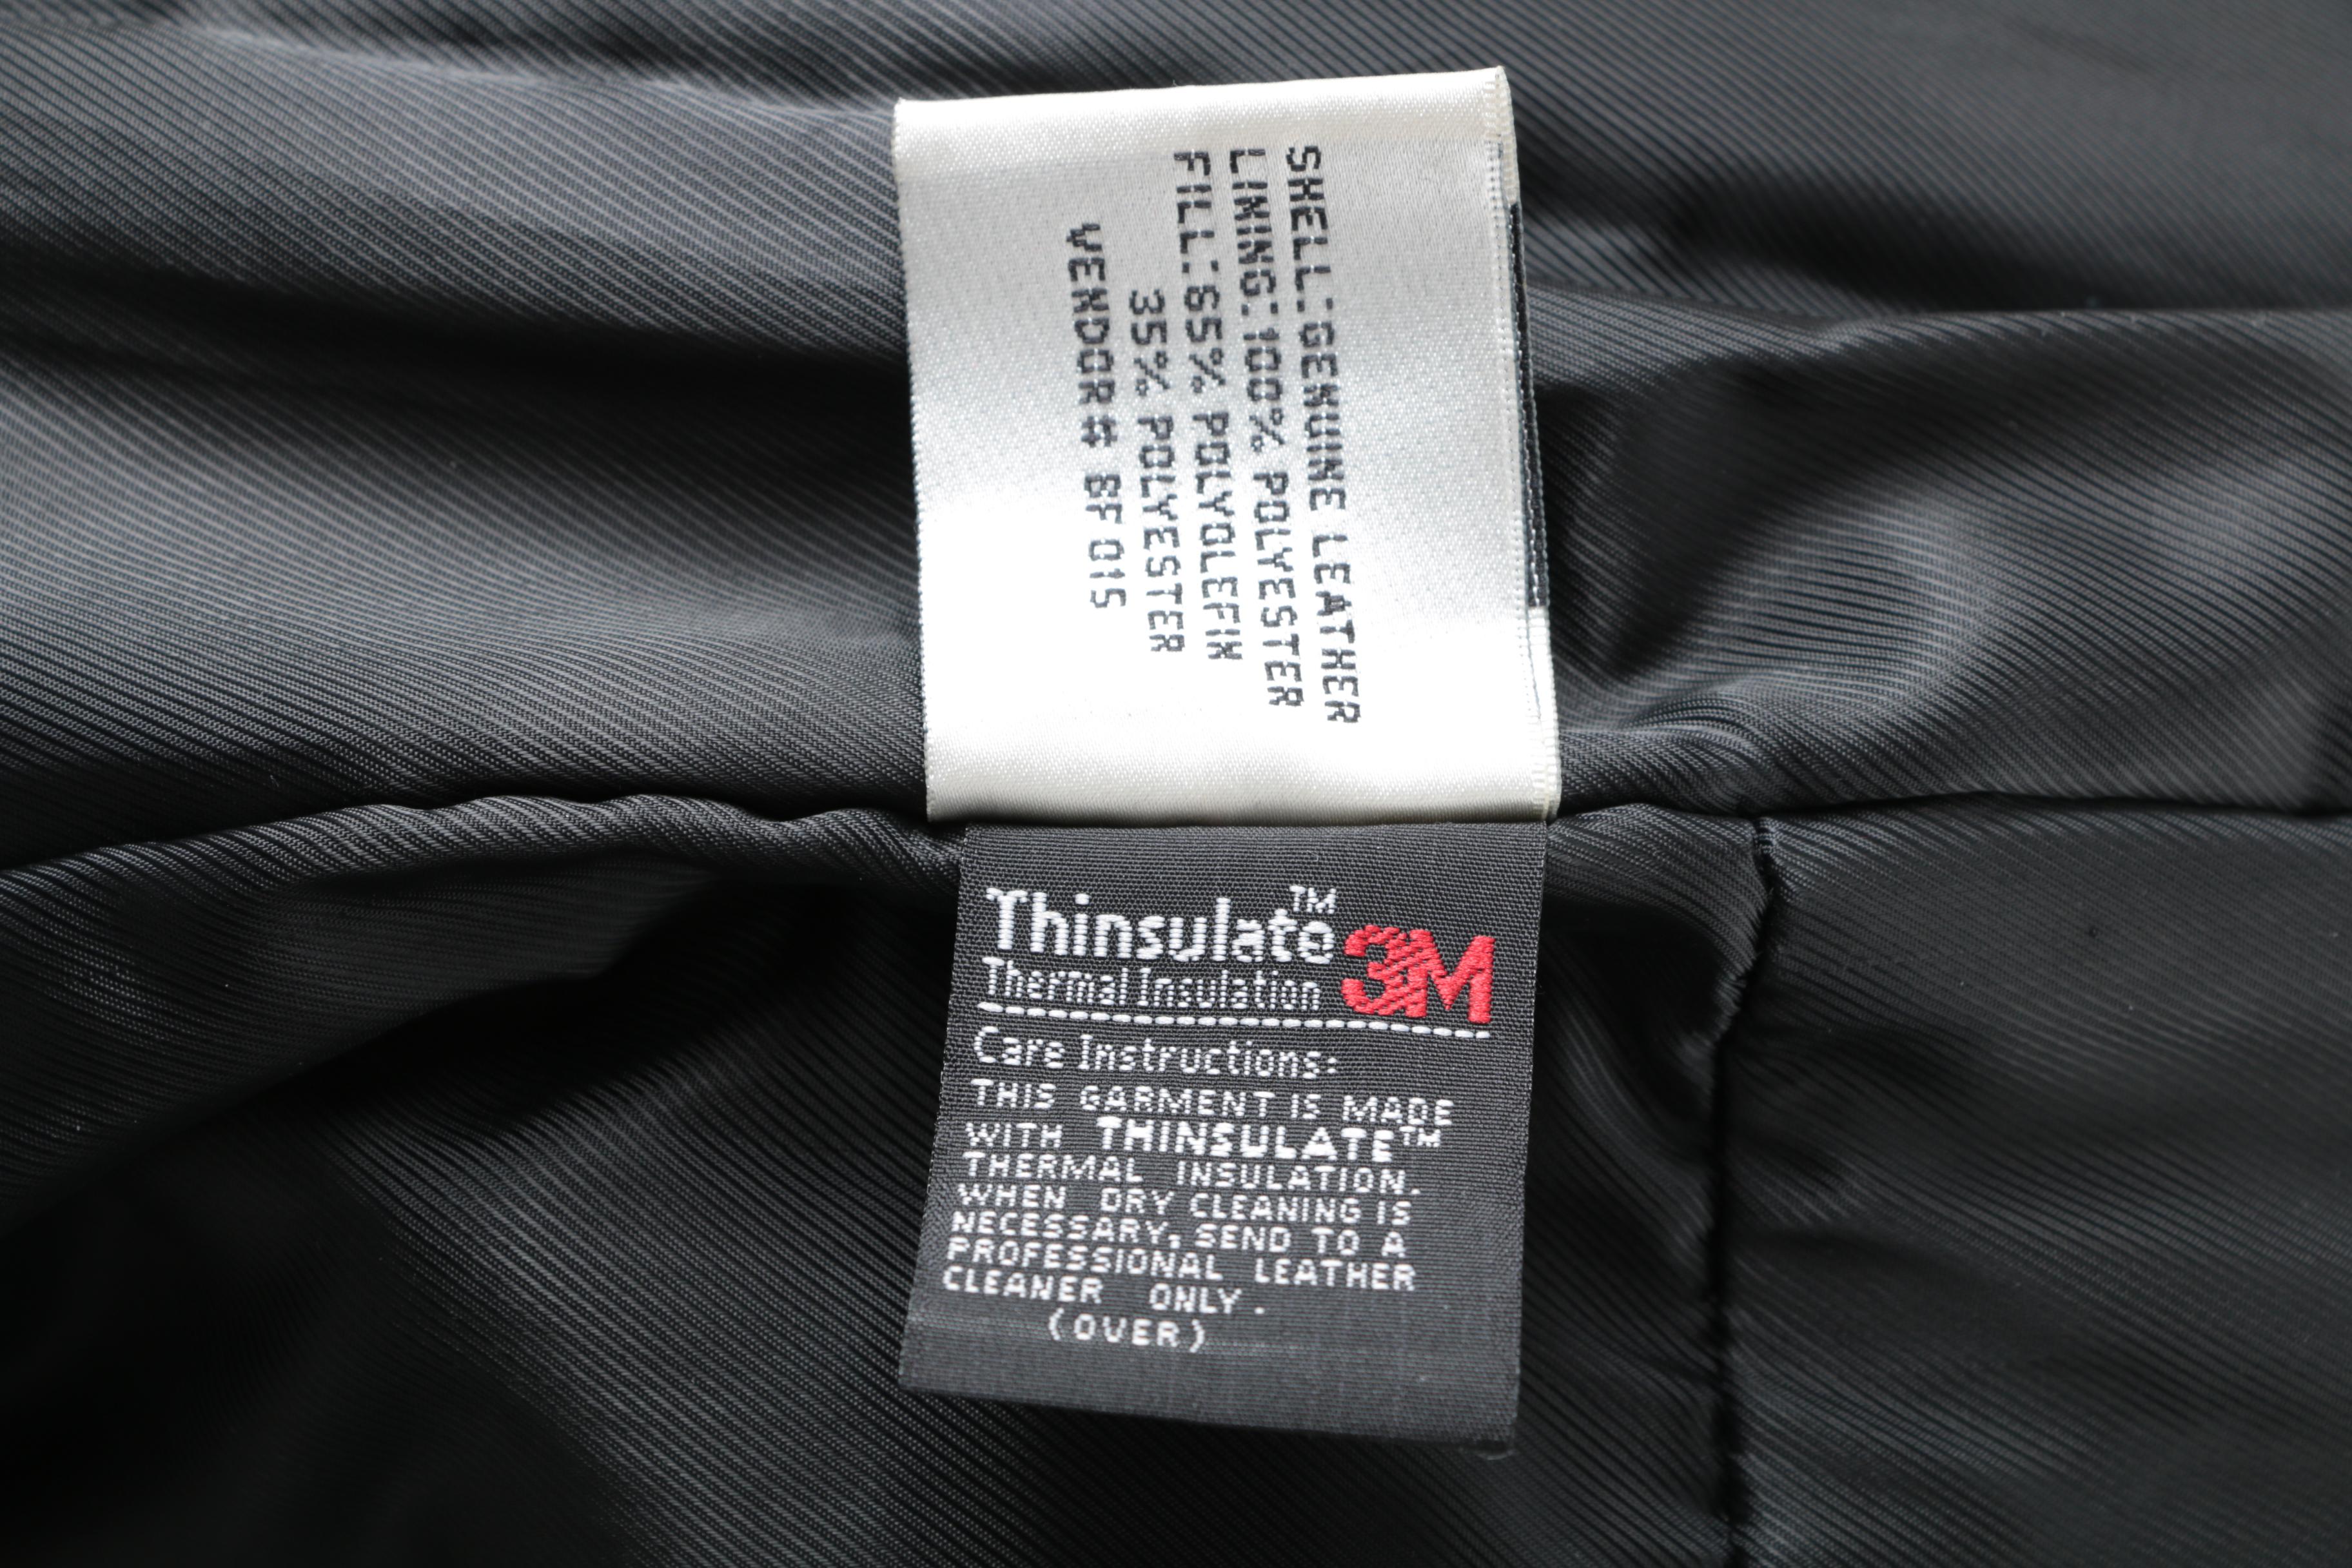 SHELL: GENUINE LEATHER
LINING: 100% POLYESTER
FILL: 65% POLYOLEFIN
35% POLYESTER
VENDOR# BF 015
Thinsulate™ 3M
Thermal Insulation
Care Instructions:
THIS GARMENT IS MADE
WITH THINSULATE™
THERMAL INSULATION.
WHEN DRY CLEANING IS
NECESSARY, SEND TO A
PROFESSIONAL LEATHER
CLEANER ONLY.
(OVER)